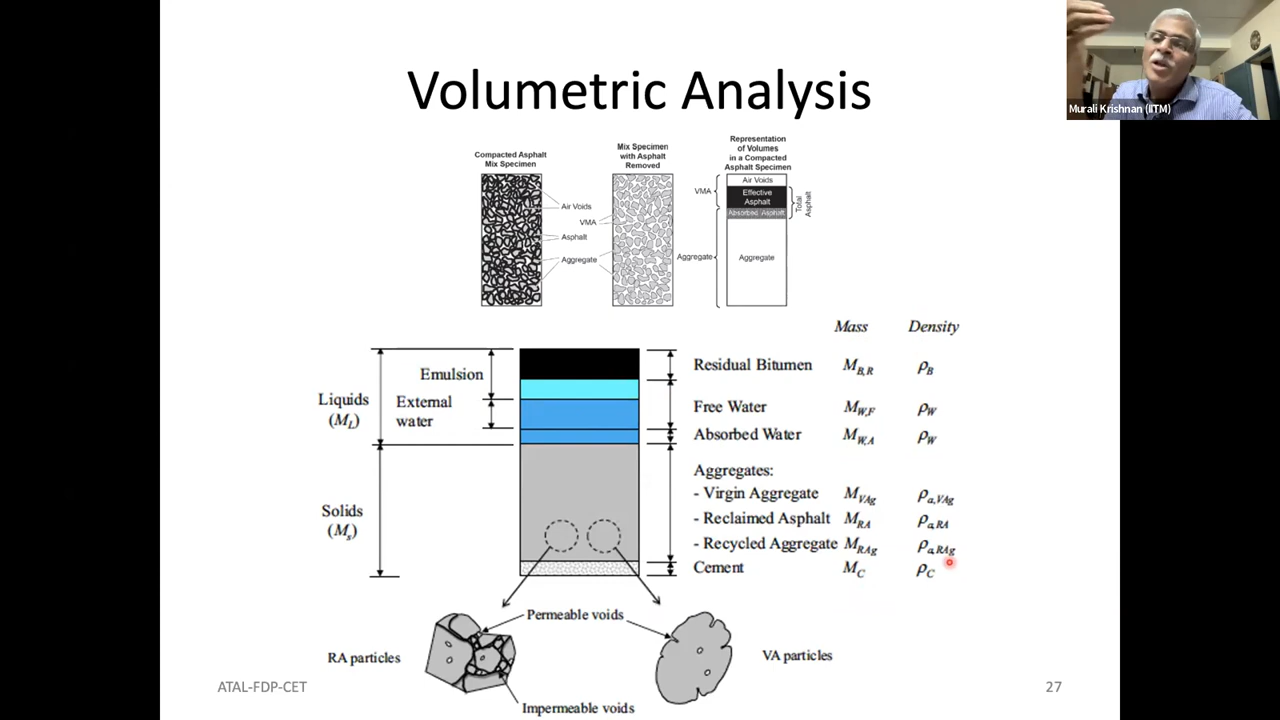 Murali Krishnan (IITM)
Volumetric Analysis
Compacted Asphalt
Mix Specimen
Mix Specimen
with Asphalt
Removed
Representation
of Volumes
in a Compacted
Asphalt Specimen
Air Voids
VMA
Asphalt
Aggregate
VMA
Aggregate
Air Voids
Effective
Asphalt
Absorbed Asphalt
Aggregate
Total
Asphalt
Mass Density
Liquids
(M_L)
Emulsion
External
water
Solids
(M_s)
Residual Bitumen M_B,R ρ_B
Free Water M_W,F ρ_W
Absorbed Water M_W,A ρ_W
Aggregates:
- Virgin Aggregate M_VAg ρ_a,VAg
- Reclaimed Asphalt M_RA ρ_a,RA
- Recycled Aggregate M_RAg ρ_a,RAg
Cement M_C ρ_C
Permeable voids
RA particles
VA particles
Impermeable voids
ATAL-FDP-CET
27